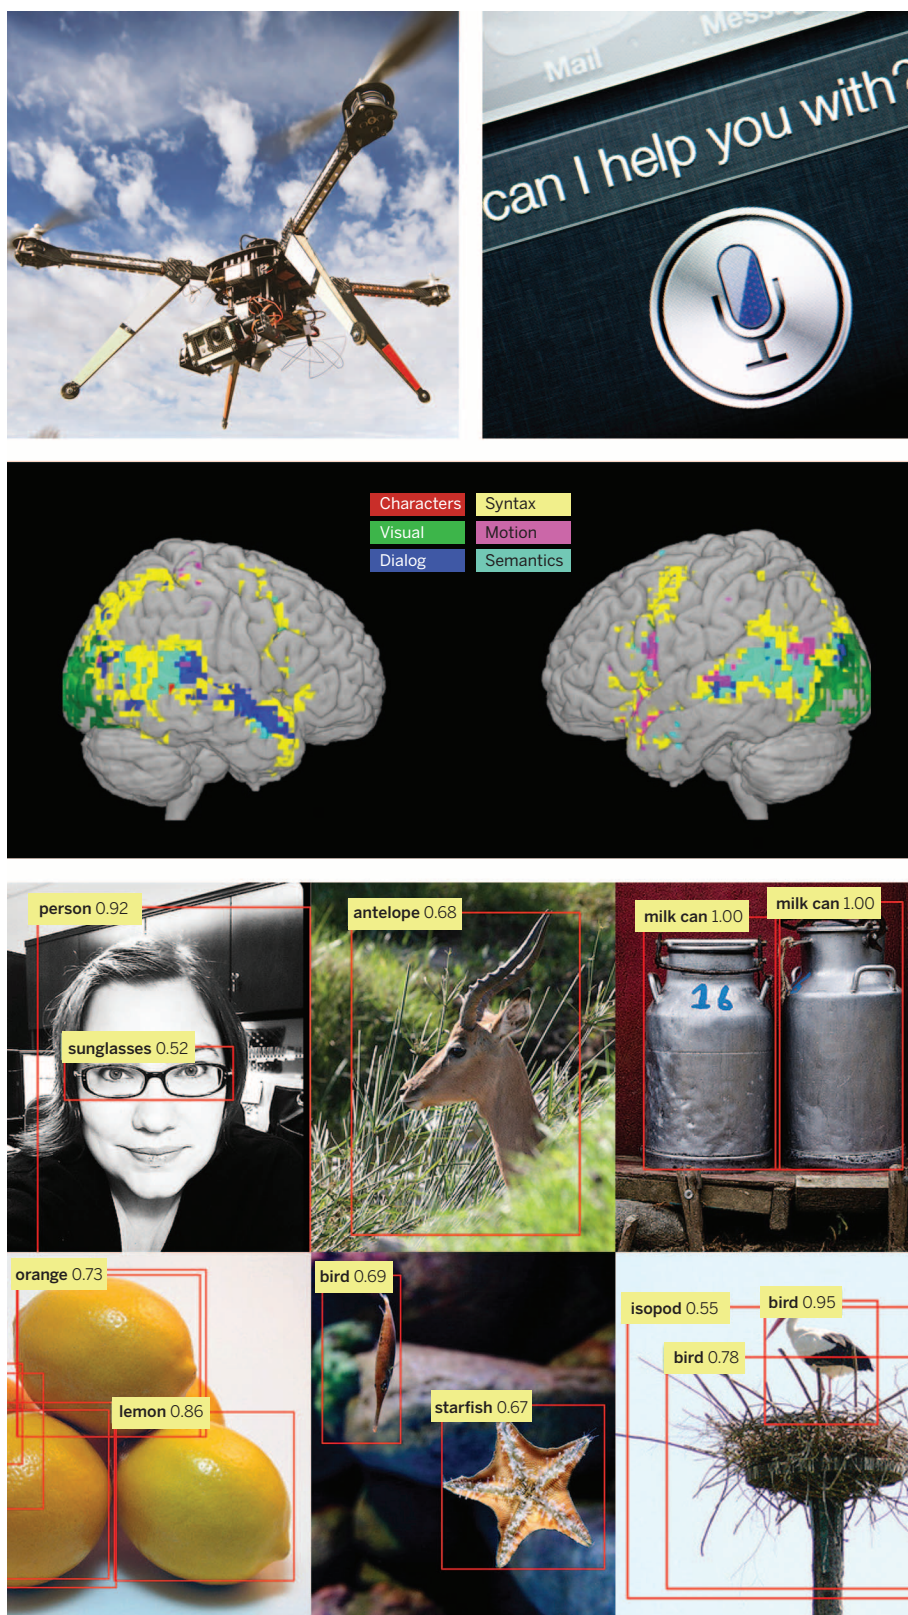 Mail
Messag
can I help you with?
Characters
Syntax
Visual
Motion
Dialog
Semantics
person 0.92
antelope 0.68
milk can 1.00
milk can 1.00
16
sunglasses 0.52
orange 0.73
bird 0.69
isopod 0.55
bird 0.95
bird 0.78
lemon 0.86
starfish 0.67